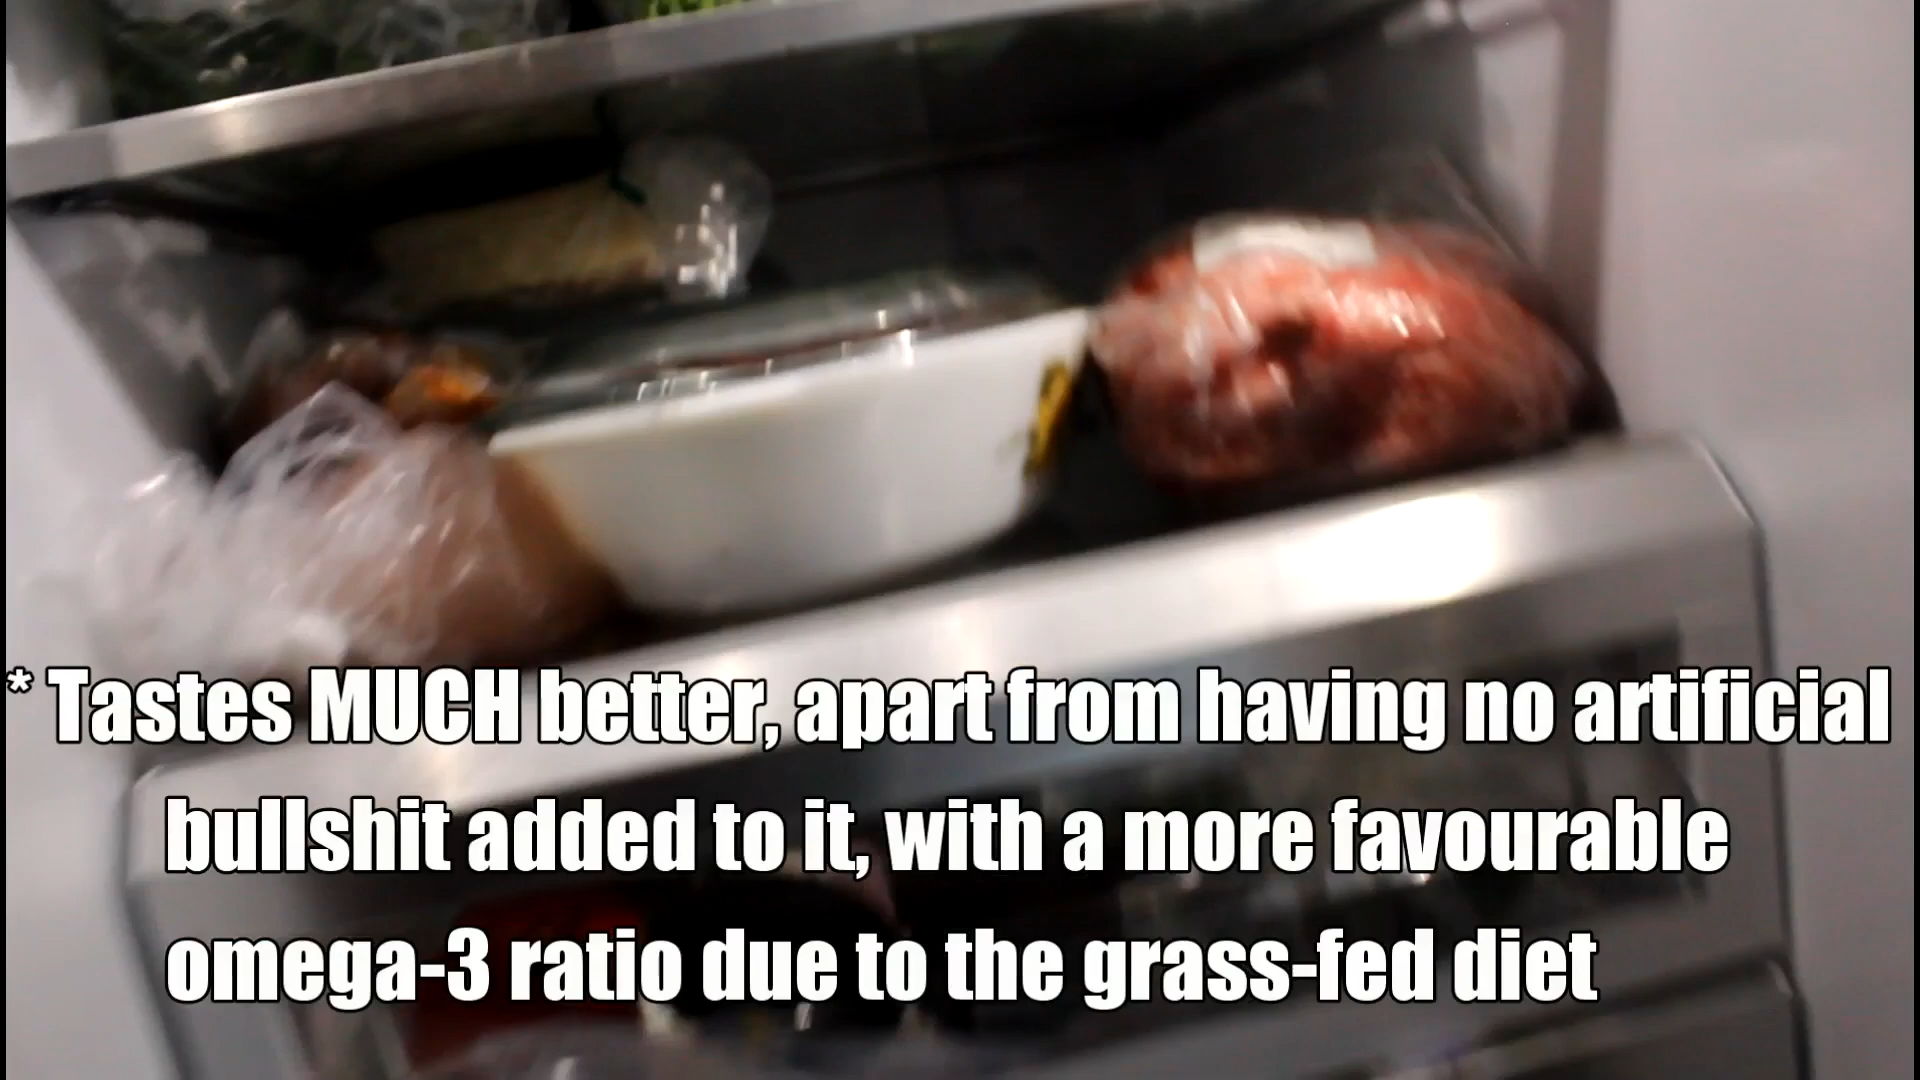 * Tastes MUCH better, apart from having no artificial
bullshit added to it, with a more favourable
omega-3 ratio due to the grass-fed diet